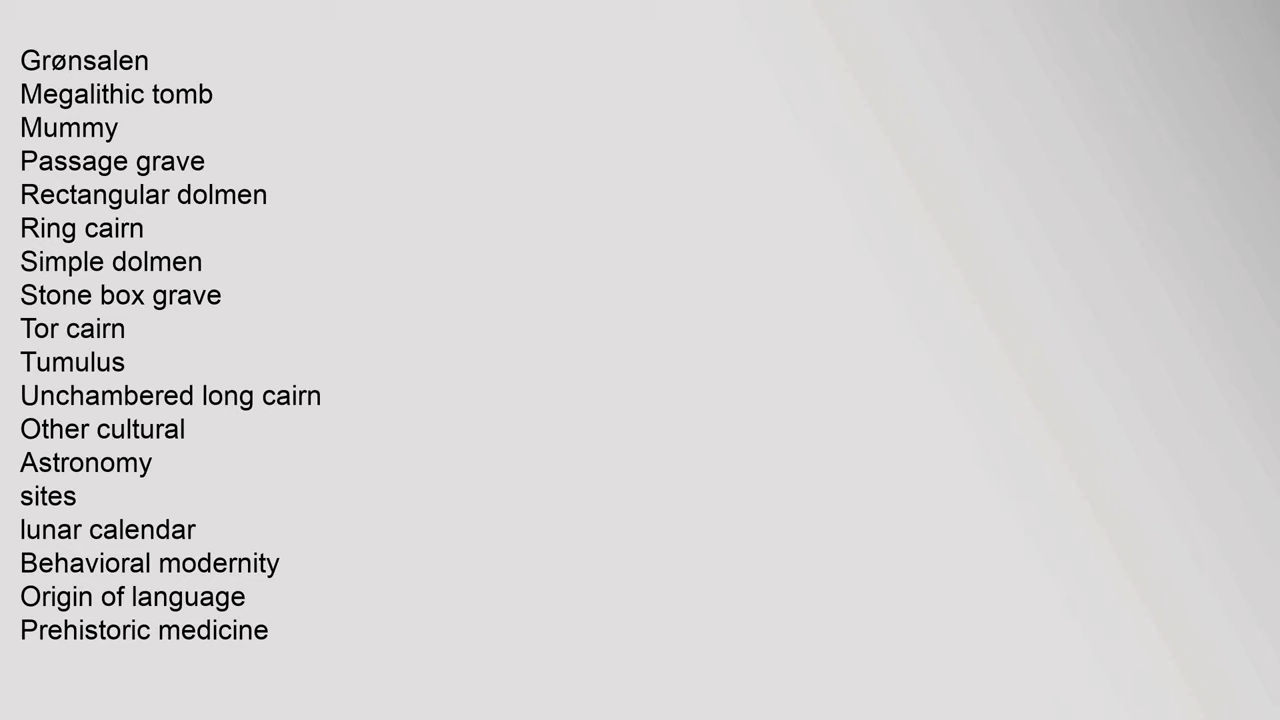 Grønsalen
Megalithic tomb
Mummy
Passage grave
Rectangular dolmen
Ring cairn
Simple dolmen
Stone box grave
Tor cairn
Tumulus
Unchambered long cairn
Other cultural
Astronomy
sites
lunar calendar
Behavioral modernity
Origin of language
Prehistoric medicine